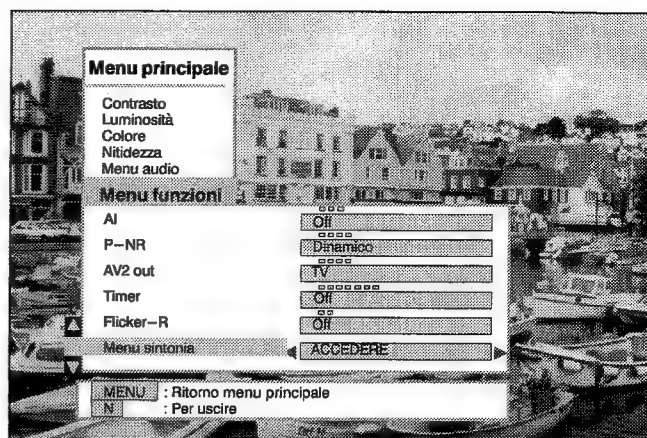 Menu principale
Contrasto
Luminosità
Colore
Nitidezza
Menu audio
Menu funzioni
AI Off
P-NR Dinamico
AV2 out TV
Timer Off
Flicker-R Off
Menu sintonia ACCEDERE
MENU : Ritorno menu principale
N : Per uscire